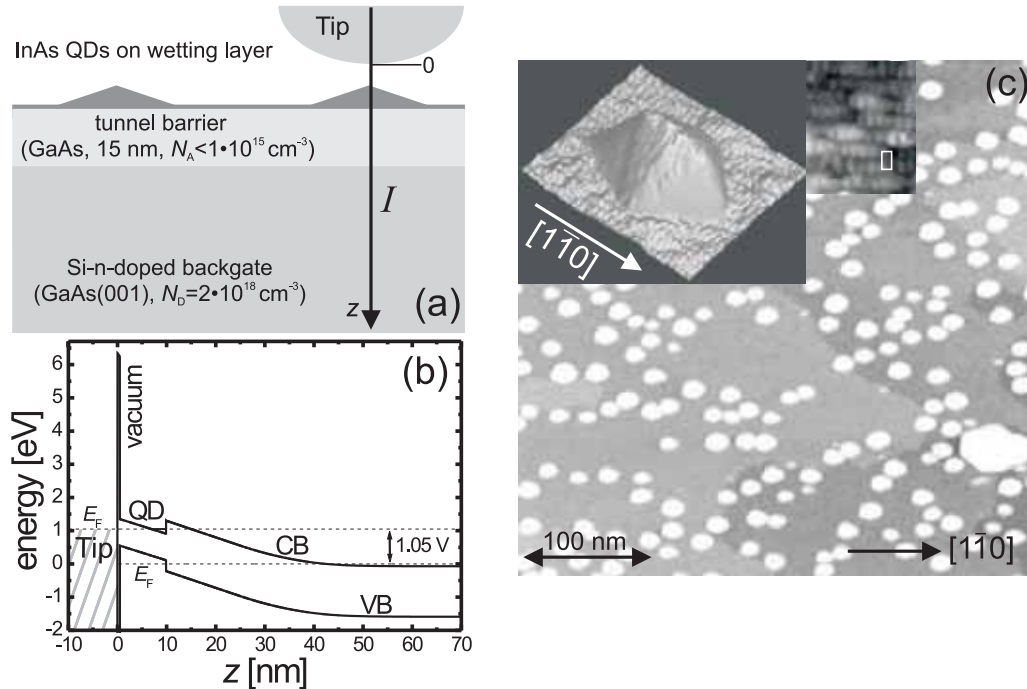 (a)
Tip
InAs QDs on wetting layer
0
tunnel barrier
(GaAs, 15 nm, N_A<1•10^15 cm^-3)
I
Si-n-doped backgate
(GaAs(001), N_D=2•10^18 cm^-3)
z
(b)
energy [eV]
6
5
4
3
2
1
0
-1
-2
vacuum
QD
E_F
Tip
CB
1.05 V
E_F
VB
-10 0 10 20 30 40 50 60 70
z [nm]
(c)
[11̅0]
100 nm
[11̅0]